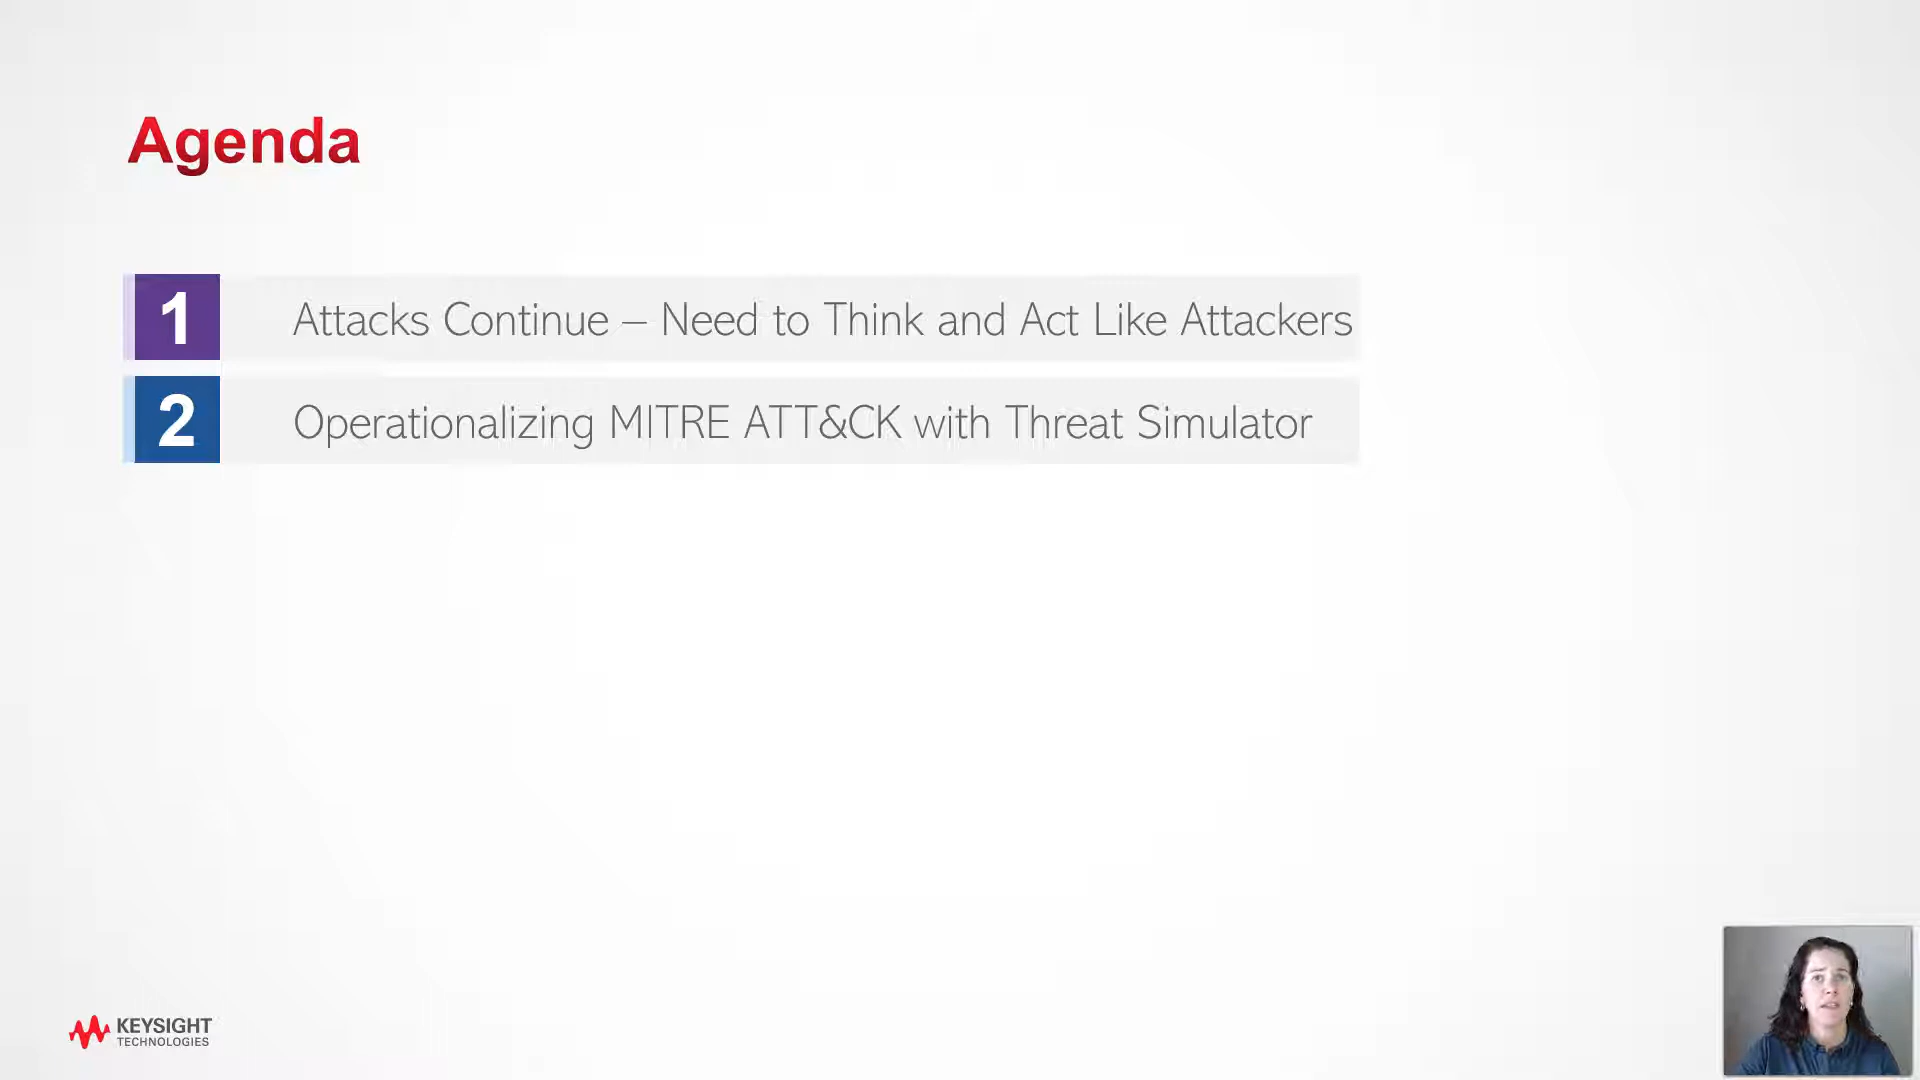 Agenda
1 Attacks Continue – Need to Think and Act Like Attackers
2 Operationalizing MITRE ATT&CK with Threat Simulator
KEYSIGHT
TECHNOLOGIES